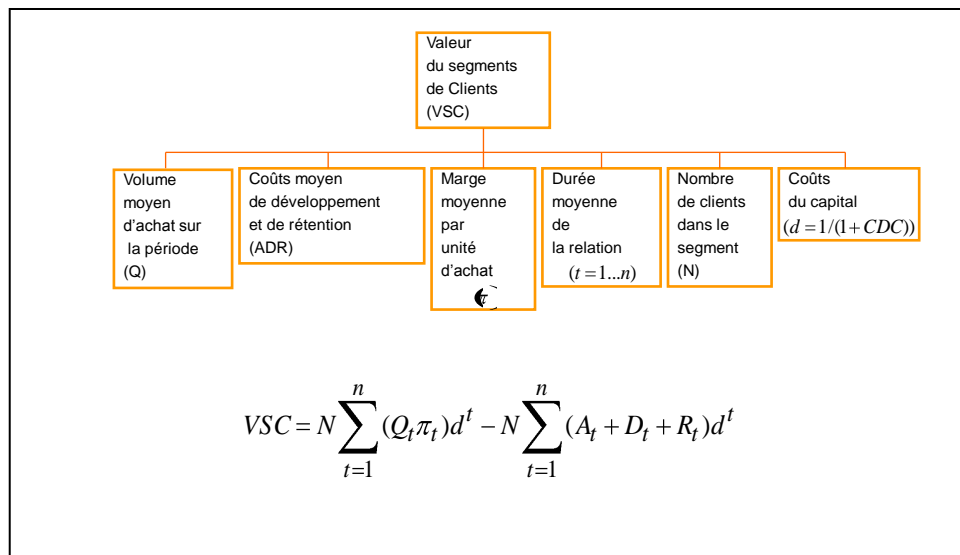 Valeur
du segments
de Clients
(VSC)
Volume
moyen
d'achat sur
la période
(Q)
Coûts moyen
de développement
et de rétention
(ADR)
Marge
moyenne
par
unité
d'achat
(π)
Durée
moyenne
de
la relation
(t = 1...n)
Nombre
de clients
dans le
segment
(N)
Coûts
du capital
(d = 1/(1 + CDC))
VSC = N∑_{t=1}^{n}(Q_tπ_t)d^t − N∑_{t=1}^{n}(A_t + D_t + R_t)d^t